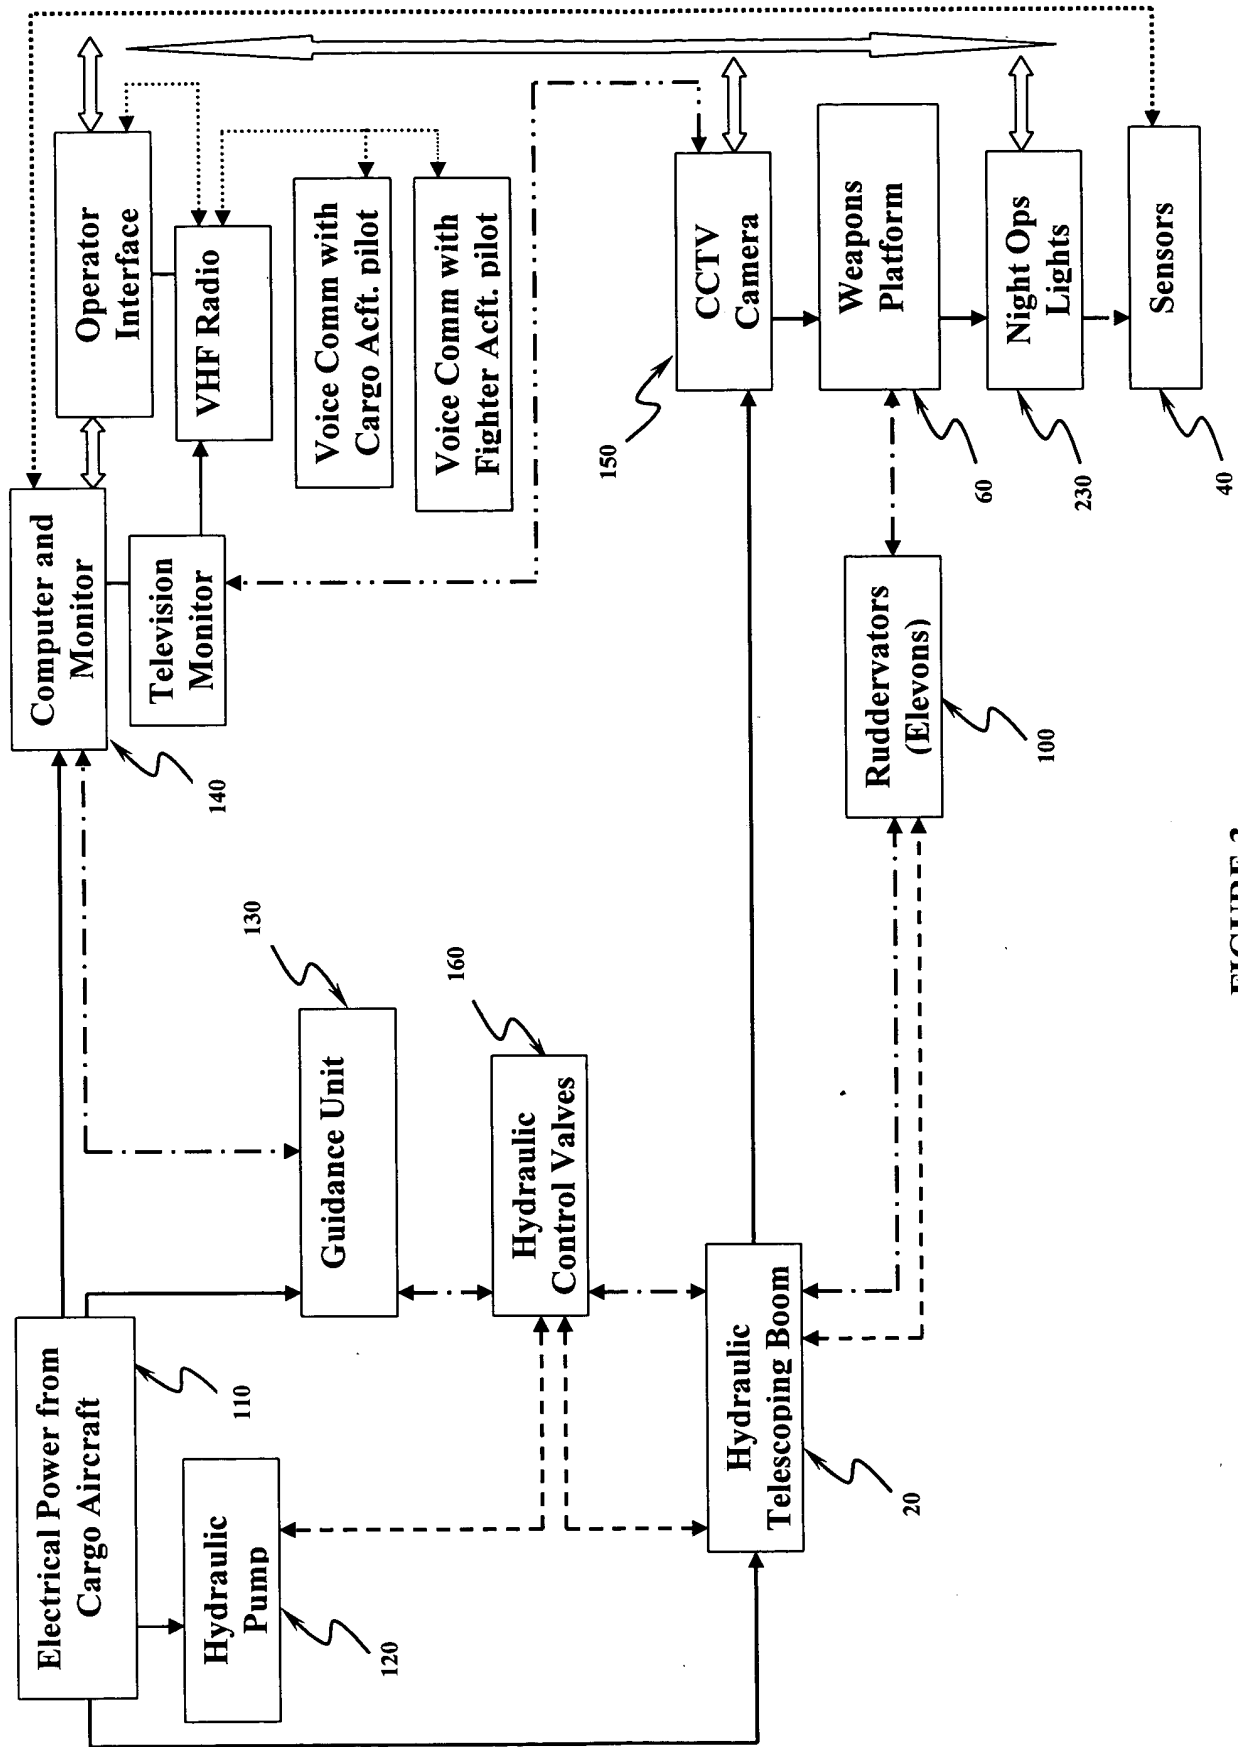 Electrical Power from
Cargo Aircraft
110
Hydraulic
Pump
120
Guidance Unit
130
Hydraulic
Control Valves
160
Hydraulic
Telescoping Boom
20
Computer and
Monitor
140
Television
Monitor
Operator
Interface
VHF Radio
Voice Comm with
Cargo Acft. pilot
Voice Comm with
Fighter Acft. pilot
CCTV
Camera
150
Weapons
Platform
60
Night Ops
Lights
230
Sensors
40
Ruddervators
(Elevons)
100
FIGURE